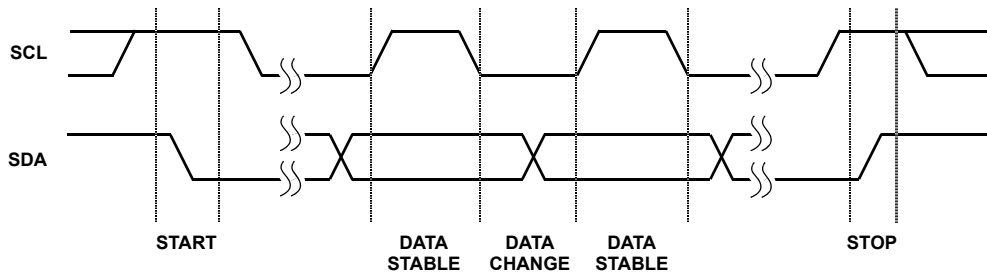 SCL
SDA
START
DATA
STABLE
DATA
CHANGE
DATA
STABLE
STOP